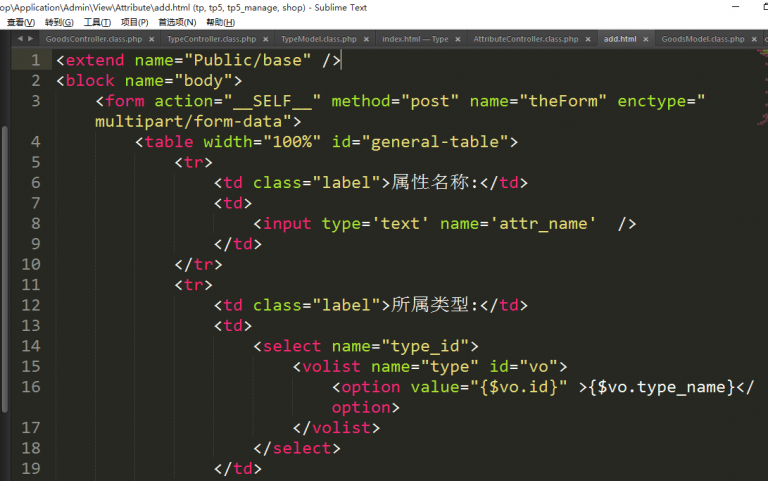 op\Application\Admin\View\Attribute\add.html (tp, tp5, tp5_manage, shop) - Sublime Text
查看(V) 转到(G) 工具(T) 项目(P) 首选项(N) 帮助(H)
GoodsController.class.php × TypeController.class.php × TypeModel.class.php × index.html — Type × AttributeController.class.php × add.html × GoodsModel.class.php ×
1 <extend name="Public/base" />
2 <block name="body">
3 <form action="__SELF__" method="post" name="theForm" enctype="
multipart/form-data">
4 <table width="100%" id="general-table">
5 <tr>
6 <td class="label">属性名称:</td>
7 <td>
8 <input type='text' name='attr_name' />
9 </td>
10 </tr>
11 <tr>
12 <td class="label">所属类型:</td>
13 <td>
14 <select name="type_id">
15 <volist name="type" id="vo">
16 <option value="{$vo.id}" >{$vo.type_name}</
option>
17 </volist>
18 </select>
19 </td>